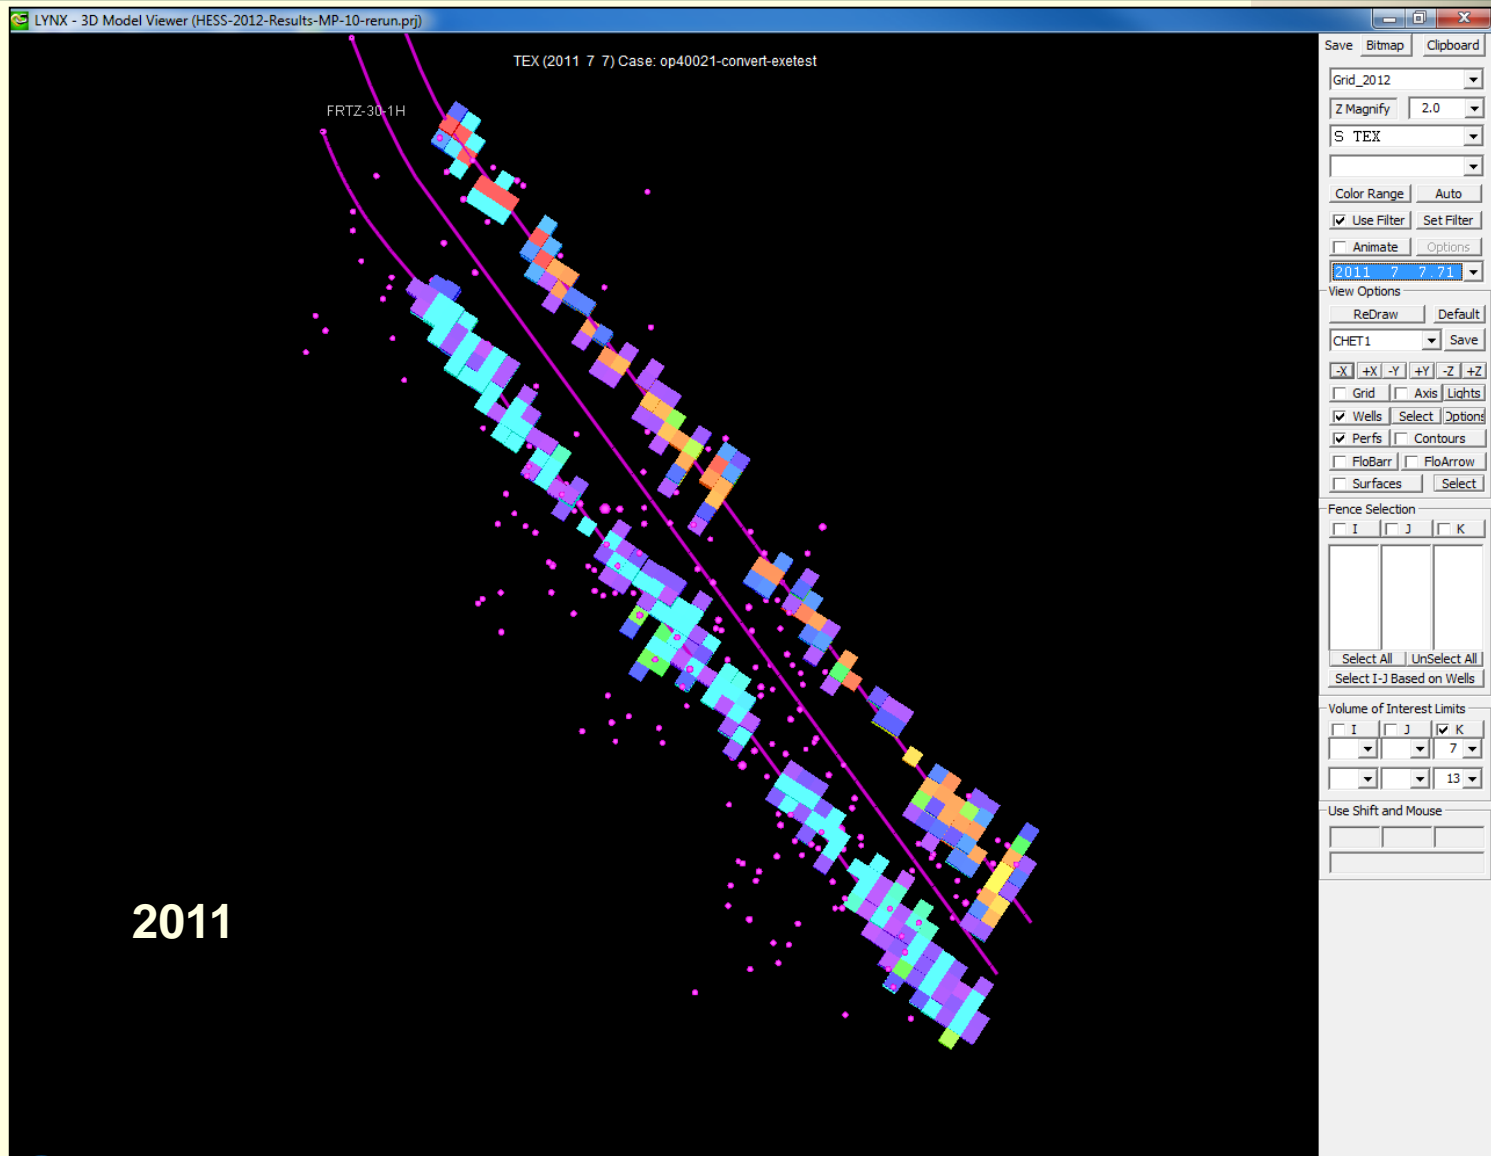 LYNX - 3D Model Viewer (HESS-2012-Results-MP-10-rerun.prj)
TEX (2011 7 7) Case: op40021-convert-exetest
FRTZ-30-1H
2011
Save Bitmap Clipboard
Grid_2012
Z Magnify 2.0
S TEX
Color Range Auto
Use Filter Set Filter
Animate Options
2011 7 7.71
View Options
ReDraw Default
CHET1 Save
-X +X -Y +Y -Z +Z
Grid Axis Lights
Wells Select Options
Perfs Contours
FloBarr FloArrow
Surfaces Select
Fence Selection
I J K
Select All UnSelect All
Select I-J Based on Wells
Volume of Interest Limits
I J K
7
13
Use Shift and Mouse